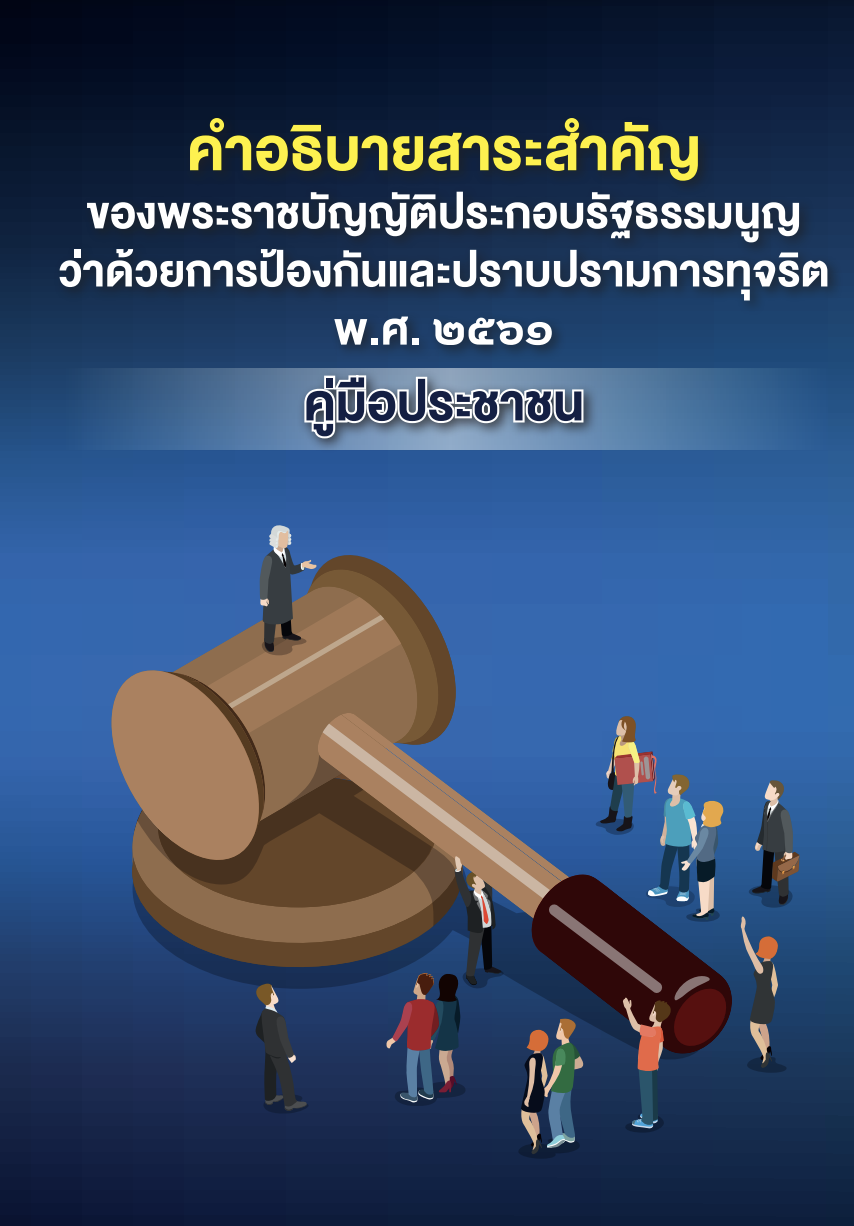 คำอธิบายสาระสำคัญ
ของพระราชบัญญัติประกอบรัฐธรรมนูญ
ว่าด้วยการป้องกันและปราบปรามการทุจริต
พ.ศ. ๒๕๖๑
คู่มือประชาชน